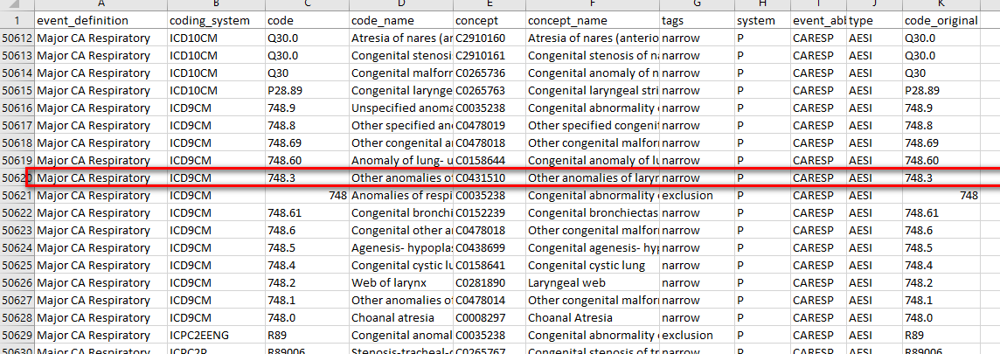 A B C D E F G H I J K
1 event_definition coding_system code code_name concept concept_name tags system event_abl type code_original
50612 Major CA Respiratory ICD10CM Q30.0 Atresia of nares (ar C2910160 Atresia of nares (anterio narrow P CARESP AESI Q30.0
50613 Major CA Respiratory ICD10CM Q30.0 Congenital stenosi C2910161 Congenital stenosis of na narrow P CARESP AESI Q30.0
50614 Major CA Respiratory ICD10CM Q30 Congenital malforr C0265736 Congenital anomaly of n narrow P CARESP AESI Q30
50615 Major CA Respiratory ICD10CM P28.89 Congenital larynge C0265763 Congenital laryngeal stri narrow P CARESP AESI P28.89
50616 Major CA Respiratory ICD9CM 748.9 Unspecified anoma C0035238 Congenital abnormality narrow P CARESP AESI 748.9
50617 Major CA Respiratory ICD9CM 748.8 Other specified an C0478019 Other specified congenit narrow P CARESP AESI 748.8
50618 Major CA Respiratory ICD9CM 748.69 Other congenital a C0478018 Other congenital malfor narrow P CARESP AESI 748.69
50619 Major CA Respiratory ICD9CM 748.60 Anomaly of lung- u C0158644 Congenital anomaly of lu narrow P CARESP AESI 748.60
50620 Major CA Respiratory ICD9CM 748.3 Other anomalies of C0431510 Other anomalies of laryr narrow P CARESP AESI 748.3
50621 Major CA Respiratory ICD9CM 748 Anomalies of respi C0035238 Congenital abnormality exclusion P CARESP AESI 748
50622 Major CA Respiratory ICD9CM 748.61 Congenital bronchi C0152239 Congenital bronchiectas narrow P CARESP AESI 748.61
50623 Major CA Respiratory ICD9CM 748.6 Congenital other a C0478018 Other congenital malfor narrow P CARESP AESI 748.6
50624 Major CA Respiratory ICD9CM 748.5 Agenesis- hypoplas C0438699 Congenital agenesis- hyp narrow P CARESP AESI 748.5
50625 Major CA Respiratory ICD9CM 748.4 Congenital cystic lu C0158641 Congenital cystic lung narrow P CARESP AESI 748.4
50626 Major CA Respiratory ICD9CM 748.2 Web of larynx C0281890 Laryngeal web narrow P CARESP AESI 748.2
50627 Major CA Respiratory ICD9CM 748.1 Other anomalies of C0478014 Other congenital malfor narrow P CARESP AESI 748.1
50628 Major CA Respiratory ICD9CM 748.0 Choanal atresia C0008297 Choanal Atresia narrow P CARESP AESI 748.0
50629 Major CA Respiratory ICPC2EENG R89 Congenital anomal C0035238 Congenital abnormality exclusion P CARESP AESI R89
50630 Major CA Respiratory ICPC2P R89006 Stenosis-tracheal- C0265767 Congenital stenosis of tr narrow P CARESP AESI R89006